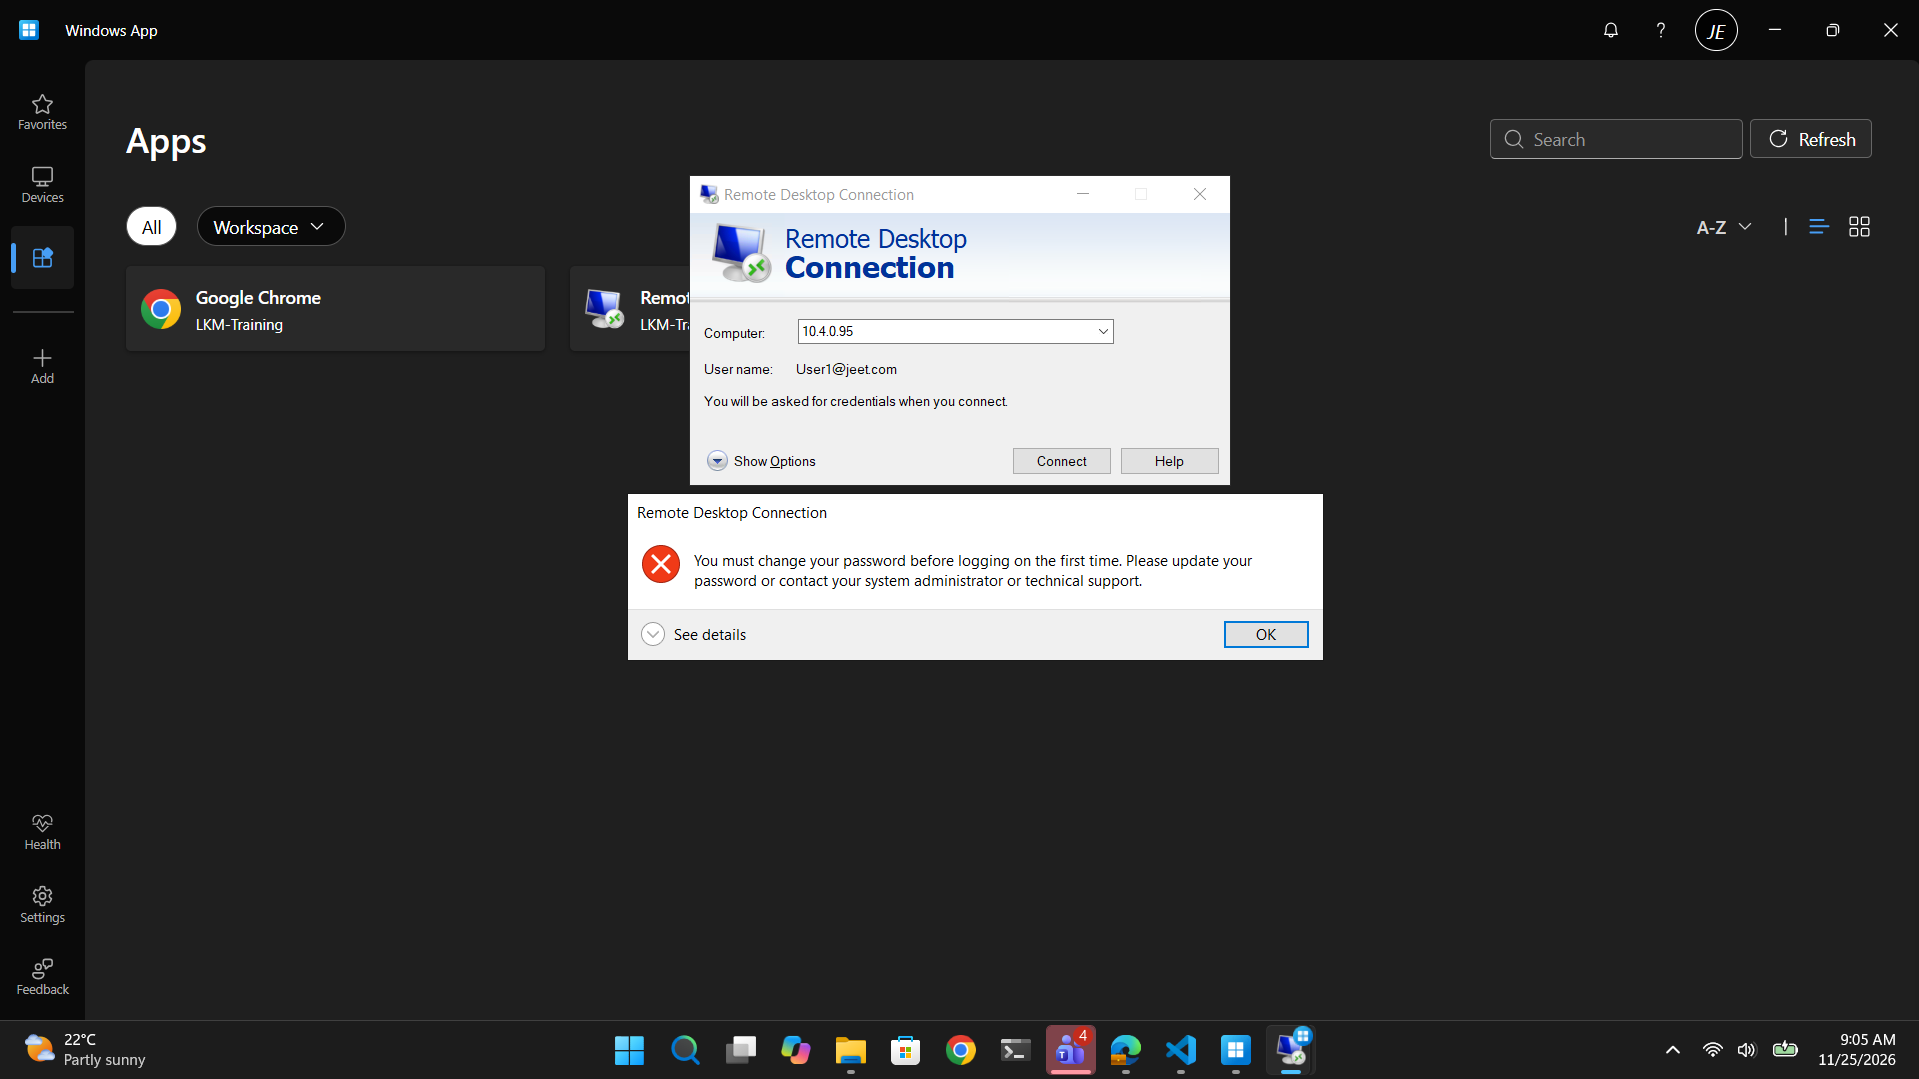 Windows App
?
JE
Favorites
Devices
Add
Health
Settings
Feedback
Apps
Search
Refresh
All
Workspace
A-Z
Google Chrome
LKM-Training
Remot
LKM-Tra
Remote Desktop Connection
Remote Desktop
Connection
Computer:
10.4.0.95
User name:
User1@jeet.com
You will be asked for credentials when you connect.
Show Options
Connect
Help
Remote Desktop Connection
You must change your password before logging on the first time. Please update your
password or contact your system administrator or technical support.
See details
OK
22°C
Partly sunny
4
9:05 AM
11/25/2026